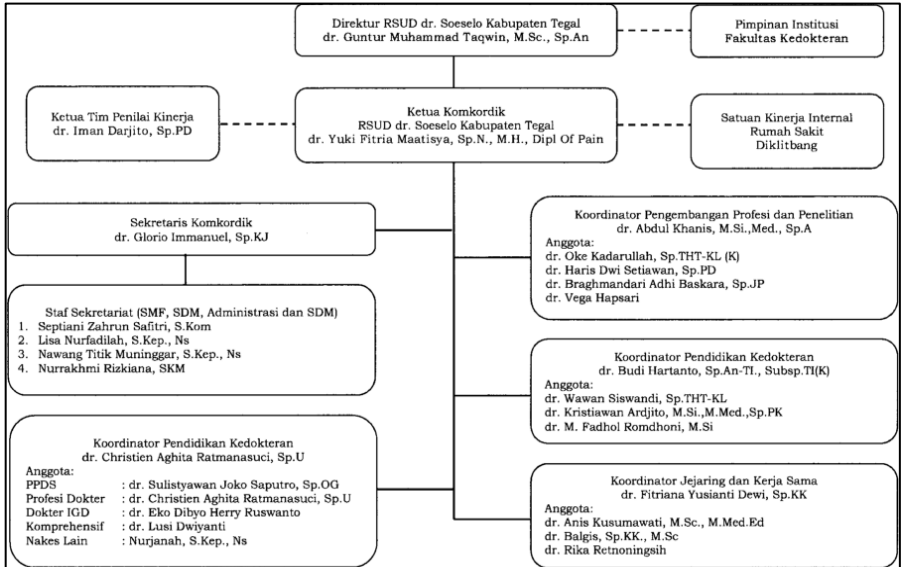 Direktur RSUD dr. Soeselo Kabupaten Tegal
dr. Guntur Muhammad Taqwin, M.Sc., Sp.An
Pimpinan Institusi
Fakultas Kedokteran
Ketua Tim Penilai Kinerja
dr. Iman Darjito, Sp.PD
Ketua Komkordik
RSUD dr. Soeselo Kabupaten Tegal
dr. Yuki Fitria Maatisya, Sp.N., M.H., Dipl Of Pain
Satuan Kinerja Internal
Rumah Sakit
Diklitbang
Sekretaris Komkordik
dr. Glorio Immanuel, Sp.KJ
Koordinator Pengembangan Profesi dan Penelitian
dr. Abdul Khanis, M.Si.,Med., Sp.A
Anggota:
dr. Oke Kadarullah, Sp.THT-KL (K)
dr. Haris Dwi Setiawan, Sp.PD
dr. Braghmandari Adhi Baskara, Sp.JP
dr. Vega Hapsari
Staf Sekretariat (SMF, SDM, Administrasi dan SDM)
1. Septiani Zahrun Safitri, S.Kom
2. Lisa Nurfadilah, S.Kep., Ns
3. Nawang Titik Muninggar, S.Kep., Ns
4. Nurrakhmi Rizkiana, SKM
Koordinator Pendidikan Kedokteran
dr. Budi Hartanto, Sp.An-TI., Subsp.TI(K)
Anggota:
dr. Wawan Siswandi, Sp.THT-KL
dr. Kristiawan Ardjito, M.Si.,M.Med.,Sp.PK
dr. M. Fadhol Romdhoni, M.Si
Koordinator Pendidikan Kedokteran
dr. Christien Aghita Ratmanasuci, Sp.U
Anggota:
PPDS : dr. Sulistyawan Joko Saputro, Sp.OG
Profesi Dokter : dr. Christien Aghita Ratmanasuci, Sp.U
Dokter IGD : dr. Eko Dibyo Herry Ruswanto
Komprehensif : dr. Lusi Dwiyanti
Nakes Lain : Nurjanah, S.Kep., Ns
Koordinator Jejaring dan Kerja Sama
dr. Fitriana Yusianti Dewi, Sp.KK
Anggota:
dr. Anis Kusumawati, M.Sc., M.Med.Ed
dr. Balgis, Sp.KK., M.Sc
dr. Rika Retnoningsih